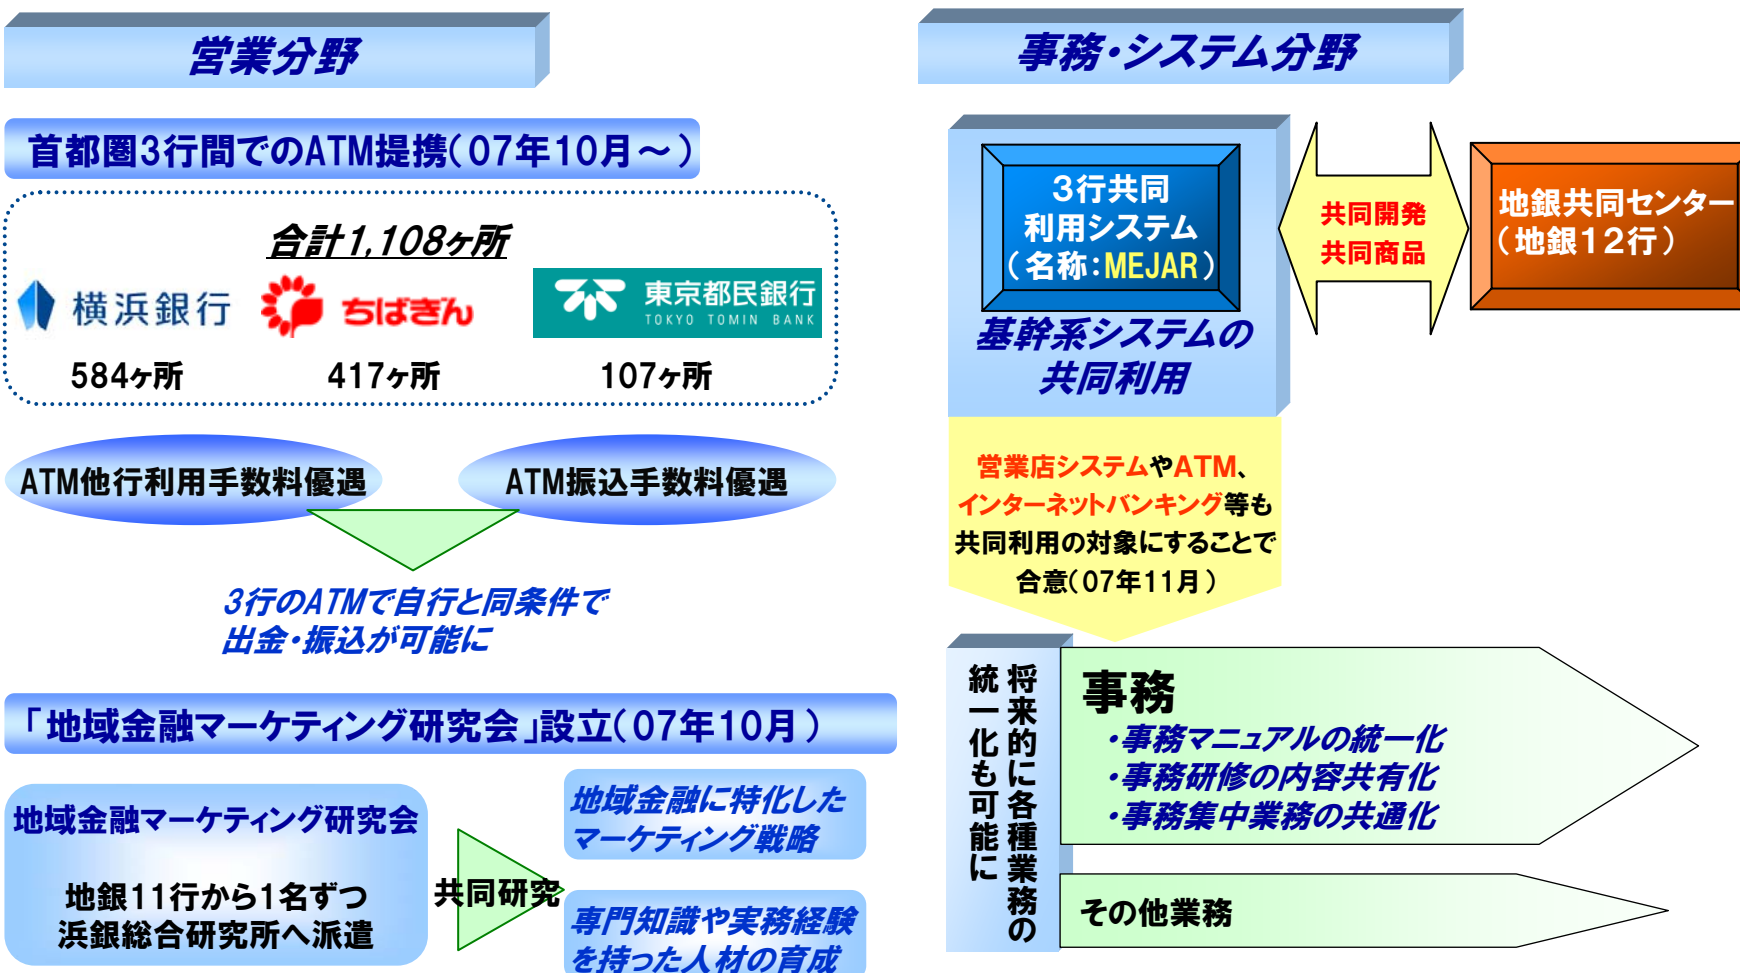 営業分野
首都圏3行間でのATM提携(07年10月～)
合計1,108ヶ所
横浜銀行
ちばぎん
東京都民銀行
TOKYO TOMIN BANK
584ヶ所
417ヶ所
107ヶ所
ATM他行利用手数料優遇
ATM振込手数料優遇
3行のATMで自行と同条件で
出金・振込が可能に
「地域金融マーケティング研究会」設立(07年10月)
地域金融マーケティング研究会
地銀11行から1名ずつ
浜銀総合研究所へ派遣
共同研究
地域金融に特化した
マーケティング戦略
専門知識や実務経験
を持った人材の育成
事務・システム分野
3行共同
利用システム
(名称:MEJAR)
基幹系システムの
共同利用
共同開発
共同商品
地銀共同センター
(地銀12行)
営業店システムやATM、
インターネットバンキング等も
共同利用の対象にすることで
合意(07年11月)
将来的に各種業務の
統一化も可能に
事務
・事務マニュアルの統一化
・事務研修の内容共有化
・事務集中業務の共通化
その他業務